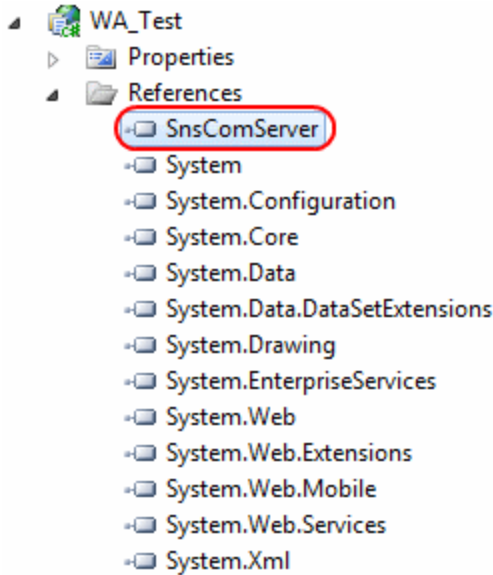 WA_Test
Properties
References
SnsComServer
System
System.Configuration
System.Core
System.Data
System.Data.DataSetExtensions
System.Drawing
System.EnterpriseServices
System.Web
System.Web.Extensions
System.Web.Mobile
System.Web.Services
System.Xml